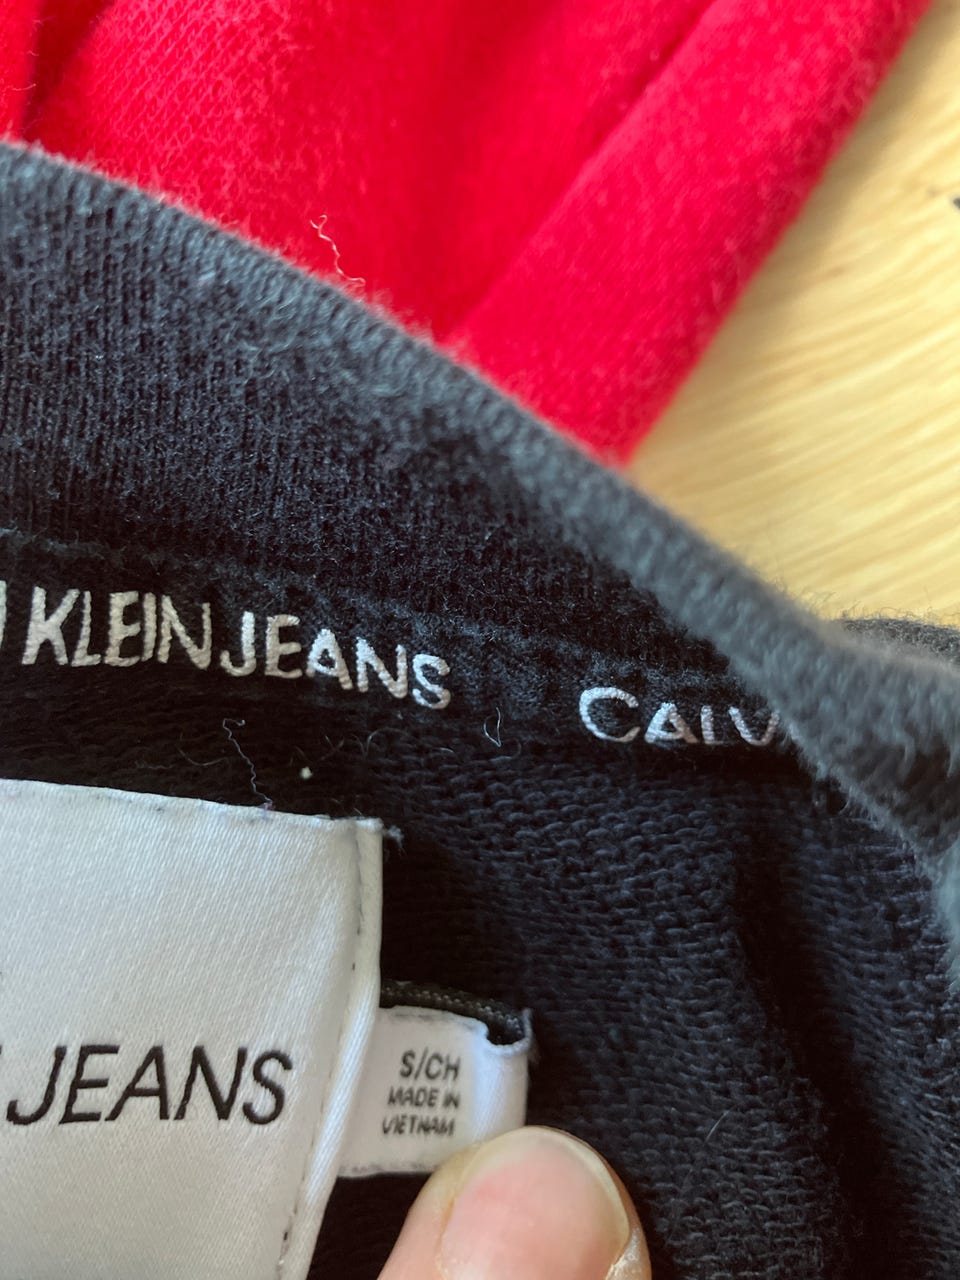 KLEIN JEANS CALV
JEANS
S/CH
MADE IN
VIETNAM